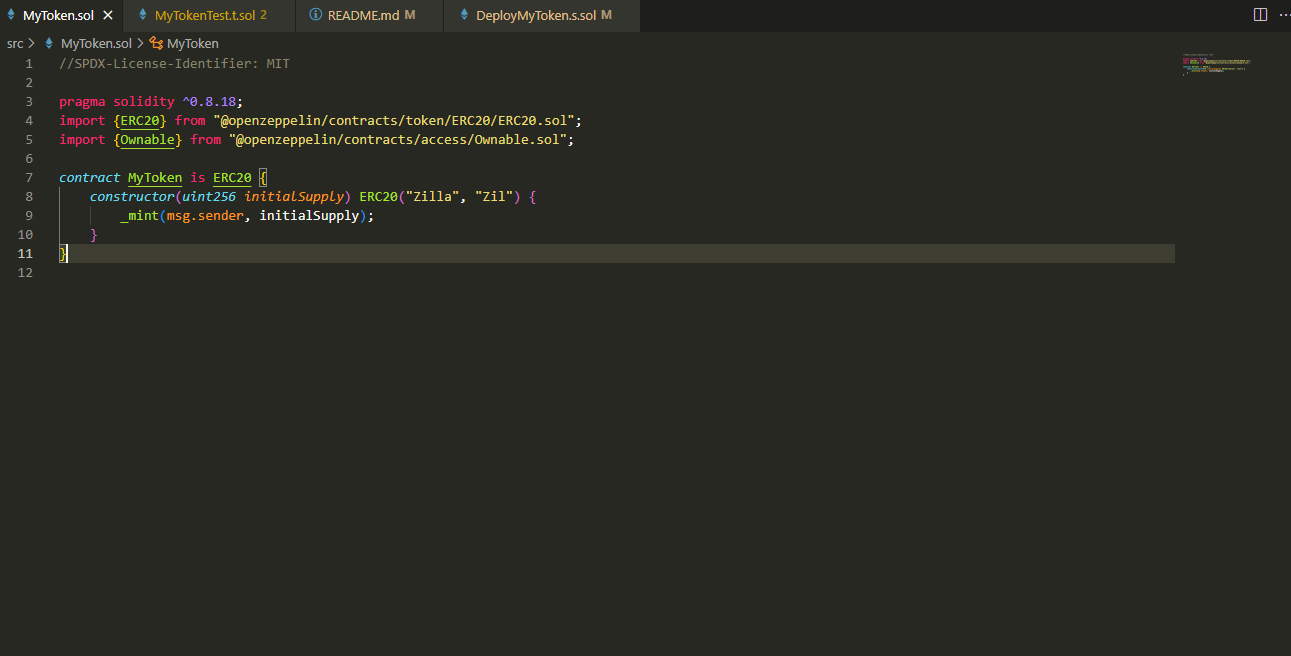 MyToken.sol MyTokenTest.t.sol 2 README.md M DeployMyToken.s.sol M
src MyToken.sol MyToken
1 //SPDX-License-Identifier: MIT
2
3 pragma solidity ^0.8.18;
4 import {ERC20} from "@openzeppelin/contracts/token/ERC20/ERC20.sol";
5 import {Ownable} from "@openzeppelin/contracts/access/Ownable.sol";
6
7 contract MyToken is ERC20 {
8 constructor(uint256 initialSupply) ERC20("Zilla", "Zil") {
9 _mint(msg.sender, initialSupply);
10 }
11 }
12